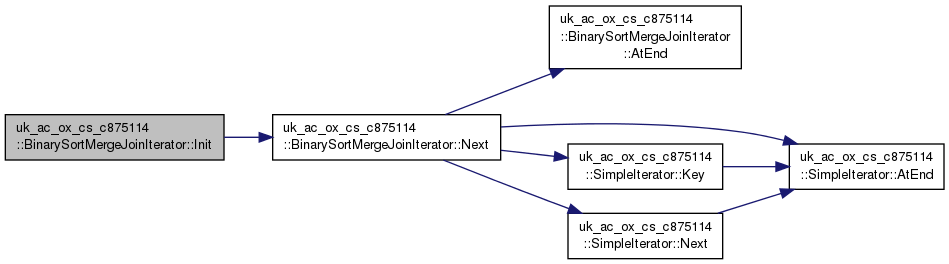 uk_ac_ox_cs_c875114
::BinarySortMergeJoinIterator::Init
uk_ac_ox_cs_c875114
::BinarySortMergeJoinIterator::Next
uk_ac_ox_cs_c875114
::BinarySortMergeJoinIterator
::AtEnd
uk_ac_ox_cs_c875114
::SimpleIterator::Key
uk_ac_ox_cs_c875114
::SimpleIterator::Next
uk_ac_ox_cs_c875114
::SimpleIterator::AtEnd